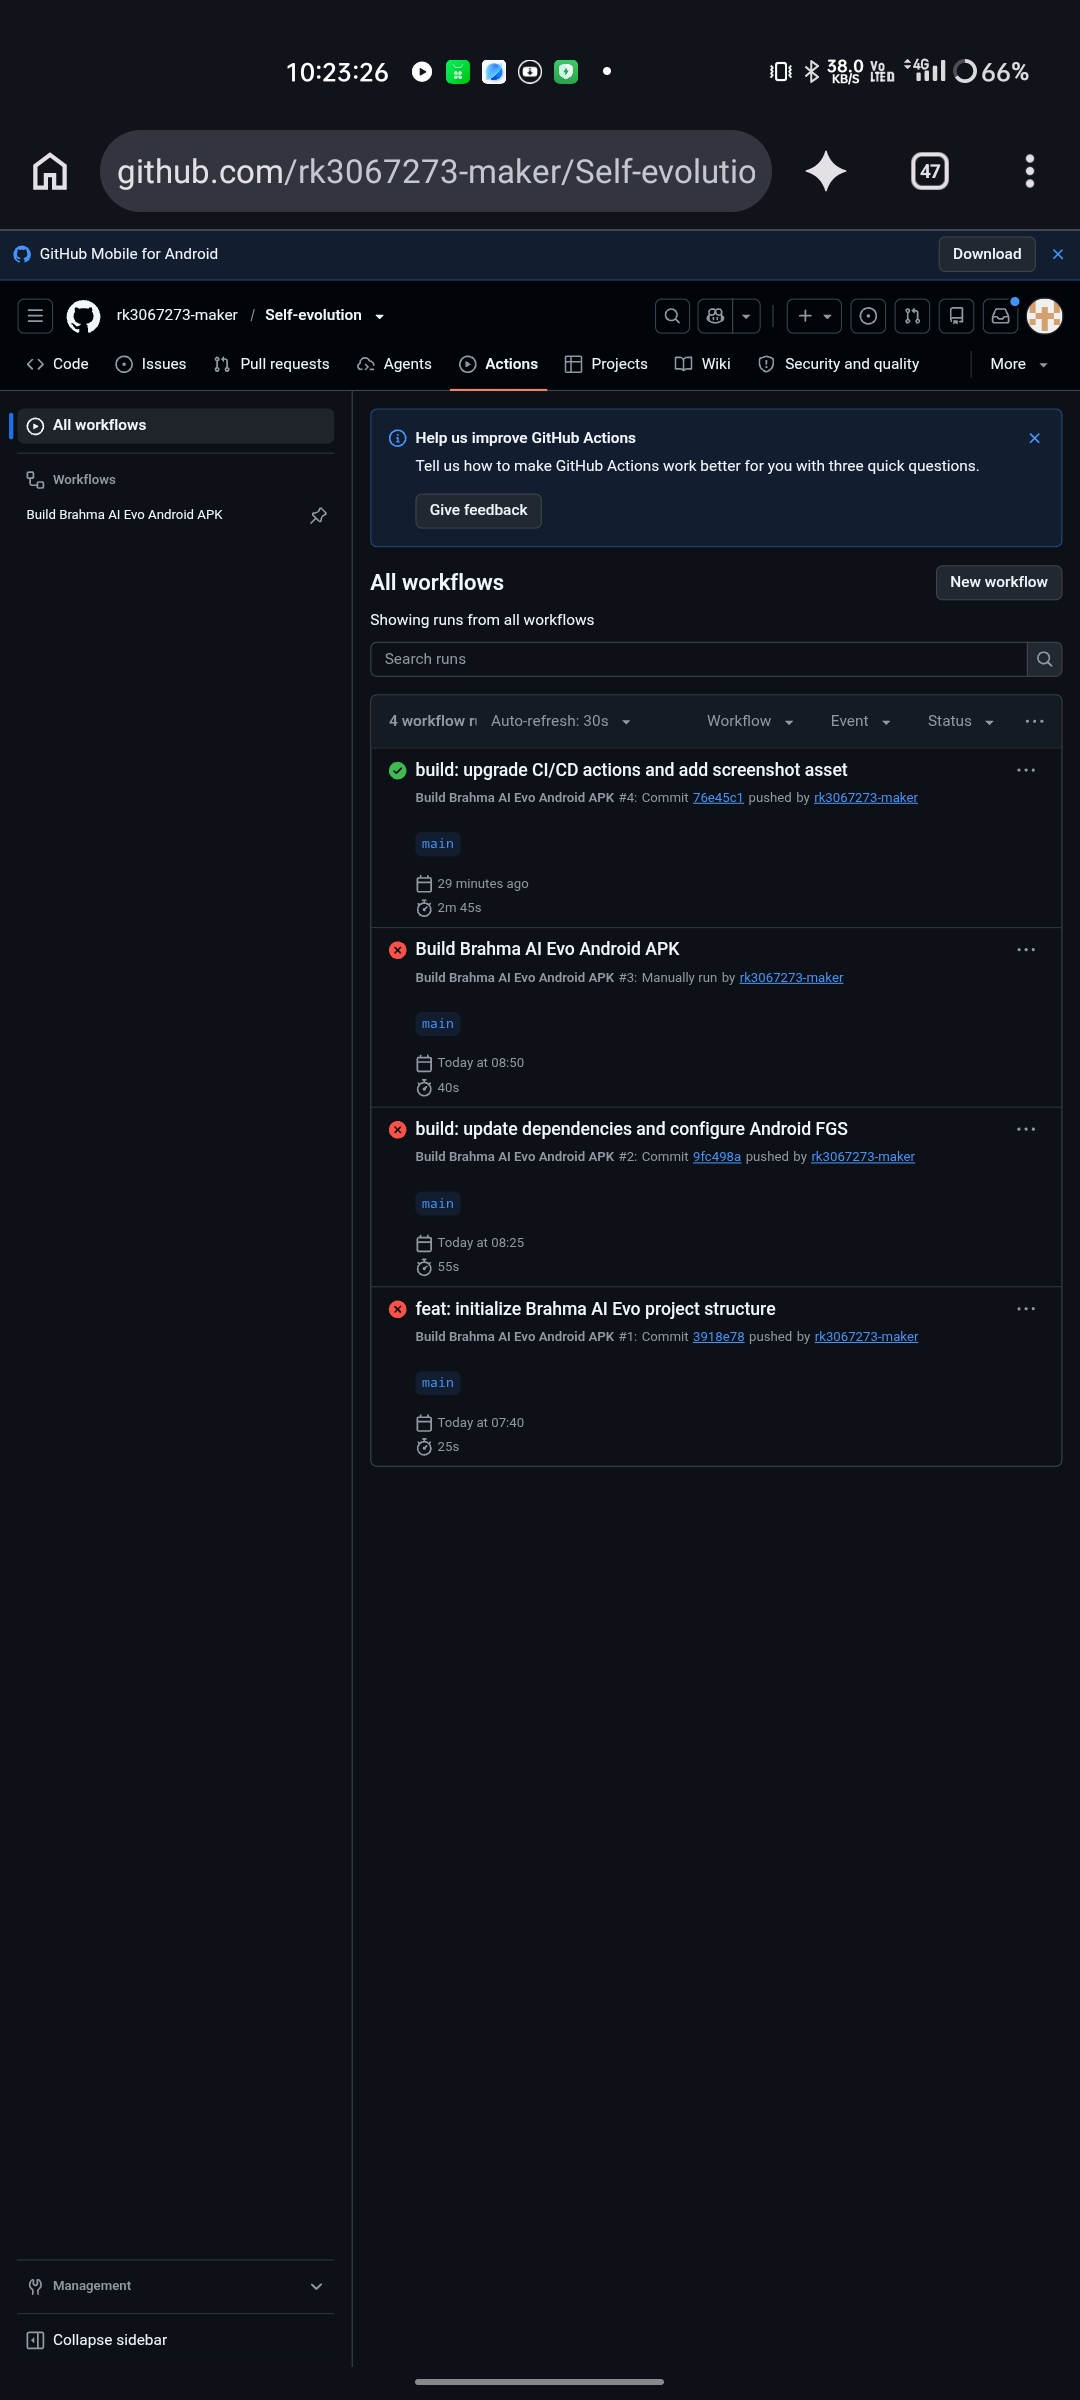 10:23:26
38.0 KB/S
Vo LTED
4G
66%
github.com/rk3067273-maker/Self-evolutio
47
GitHub Mobile for Android
Download
rk3067273-maker / Self-evolution
Code
Issues
Pull requests
Agents
Actions
Projects
Wiki
Security and quality
More
All workflows
Workflows
Build Brahma AI Evo Android APK
Help us improve GitHub Actions
Tell us how to make GitHub Actions work better for you with three quick questions.
Give feedback
All workflows
New workflow
Showing runs from all workflows
Search runs
4 workflow r
Auto-refresh: 30s
Workflow
Event
Status
build: upgrade CI/CD actions and add screenshot asset
Build Brahma AI Evo Android APK #4: Commit 76e45c1 pushed by rk3067273-maker
main
29 minutes ago
2m 45s
Build Brahma AI Evo Android APK
Build Brahma AI Evo Android APK #3: Manually run by rk3067273-maker
main
Today at 08:50
40s
build: update dependencies and configure Android FGS
Build Brahma AI Evo Android APK #2: Commit 9fc498a pushed by rk3067273-maker
main
Today at 08:25
55s
feat: initialize Brahma AI Evo project structure
Build Brahma AI Evo Android APK #1: Commit 3918e78 pushed by rk3067273-maker
main
Today at 07:40
25s
Management
Collapse sidebar